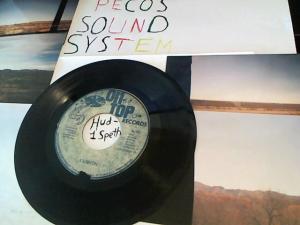 PECOS
SOUND
SYSTEM
ON
TOP
RECORDS
Hud-
1 Speth